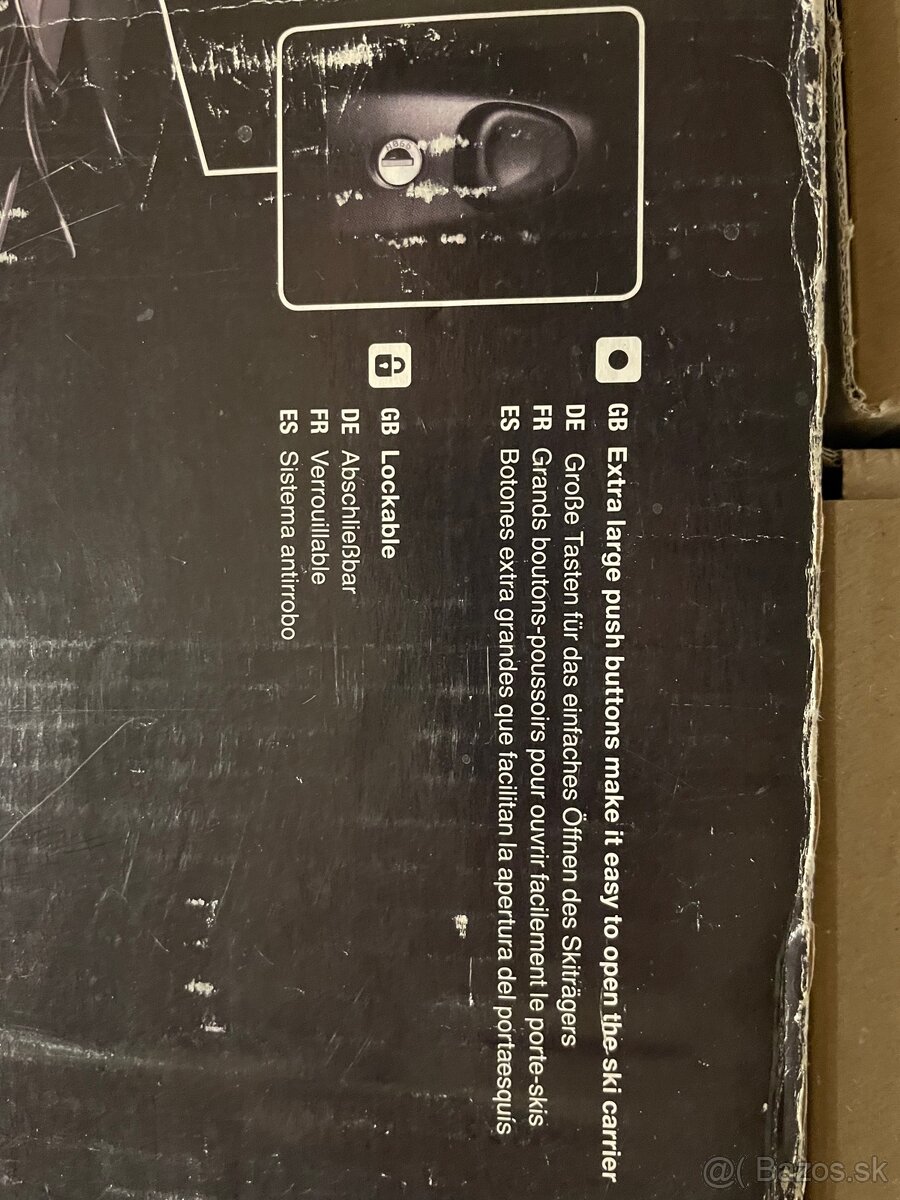 GB Extra large push buttons make it easy to open the ski carrier
DE Große Tasten für das einfaches Öffnen des Skiträgers
FR Grands boutons-poussoirs pour ouvrir facilement le porte-skis
ES Botones extra grandes que facilitan la apertura del portaesquís
GB Lockable
DE Abschließbar
FR Verrouillable
ES Sistema antirrobo
Bazos.sk